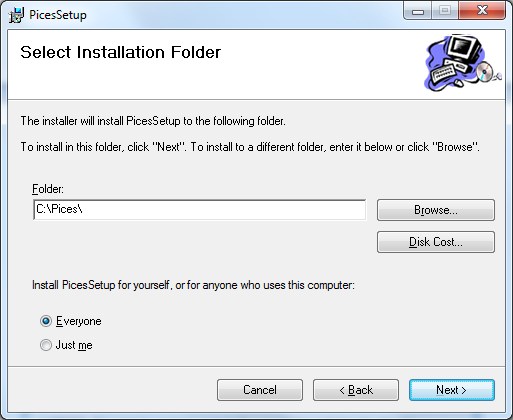 PicesSetup
Select Installation Folder
The installer will install PicesSetup to the following folder.
To install in this folder, click "Next". To install to a different folder, enter it below or click "Browse".
Folder:
C:\Pices\
Browse...
Disk Cost...
Install PicesSetup for yourself, or for anyone who uses this computer:
Everyone
Just me
Cancel
< Back
Next >